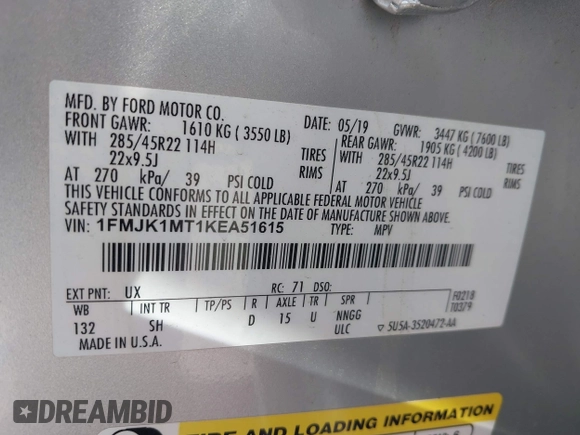 MFD. BY FORD MOTOR CO.
DATE: 05/19 GVWR: 3447 KG ( 7600 LB)
FRONT GAWR: 1610 KG ( 3550 LB) REAR GAWR: 1905 KG ( 4200 LB)
WITH 285/45R22 114H TIRES WITH 285/45R22 114H TIRES
22x9.5J RIMS 22x9.5J RIMS
AT 270 kPa/ 39 PSI COLD AT 270 kPa/ 39 PSI COLD
THIS VEHICLE CONFORMS TO ALL APPLICABLE FEDERAL MOTOR VEHICLE
SAFETY STANDARDS IN EFFECT ON THE DATE OF MANUFACTURE SHOWN ABOVE.
VIN: 1FMJK1MT1KEA51615 TYPE: MPV
EXT PNT: UX RC: 71 DSO: F0218
WB INT TR TP/PS R AXLE TR SPR T0379
132 SH D 15 U NNGG
MADE IN U.S.A. ULC ▽ 5U5A-3520472-AA
TIRE AND LOADING INFORMATION
DREAMBID